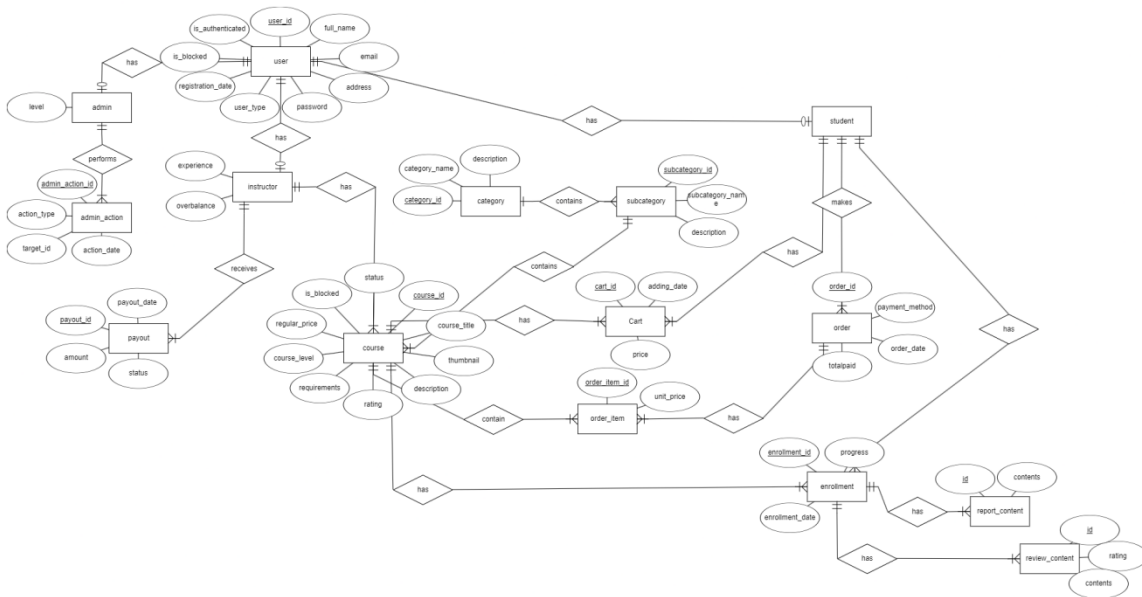 user_id
is_authenticated
full_name
has
is_blocked
user
email
registration_date
address
user_type
password
level
admin
has
student
performs
has
experience
instructor
has
overbalance
admin_action_id
action_type
admin_action
target_id
action_date
category_name
description
category_id
category
contains
subcategory_id
subcategory
subcategory_nam
e
description
makes
receives
contains
has
status
is_blocked
course_id
payout_date
payout_id
payout
amount
status
regular_price
course_title
course_level
course
thumbnail
requirements
description
rating
has
cart_id
adding_date
Cart
price
order_id
payment_method
order
order_date
totalpaid
has
order_item_id
unit_price
contain
order_item
has
enrollment_id
progress
has
enrollment
enrollment_date
id
contents
has
report_content
id
has
review_content
rating
contents